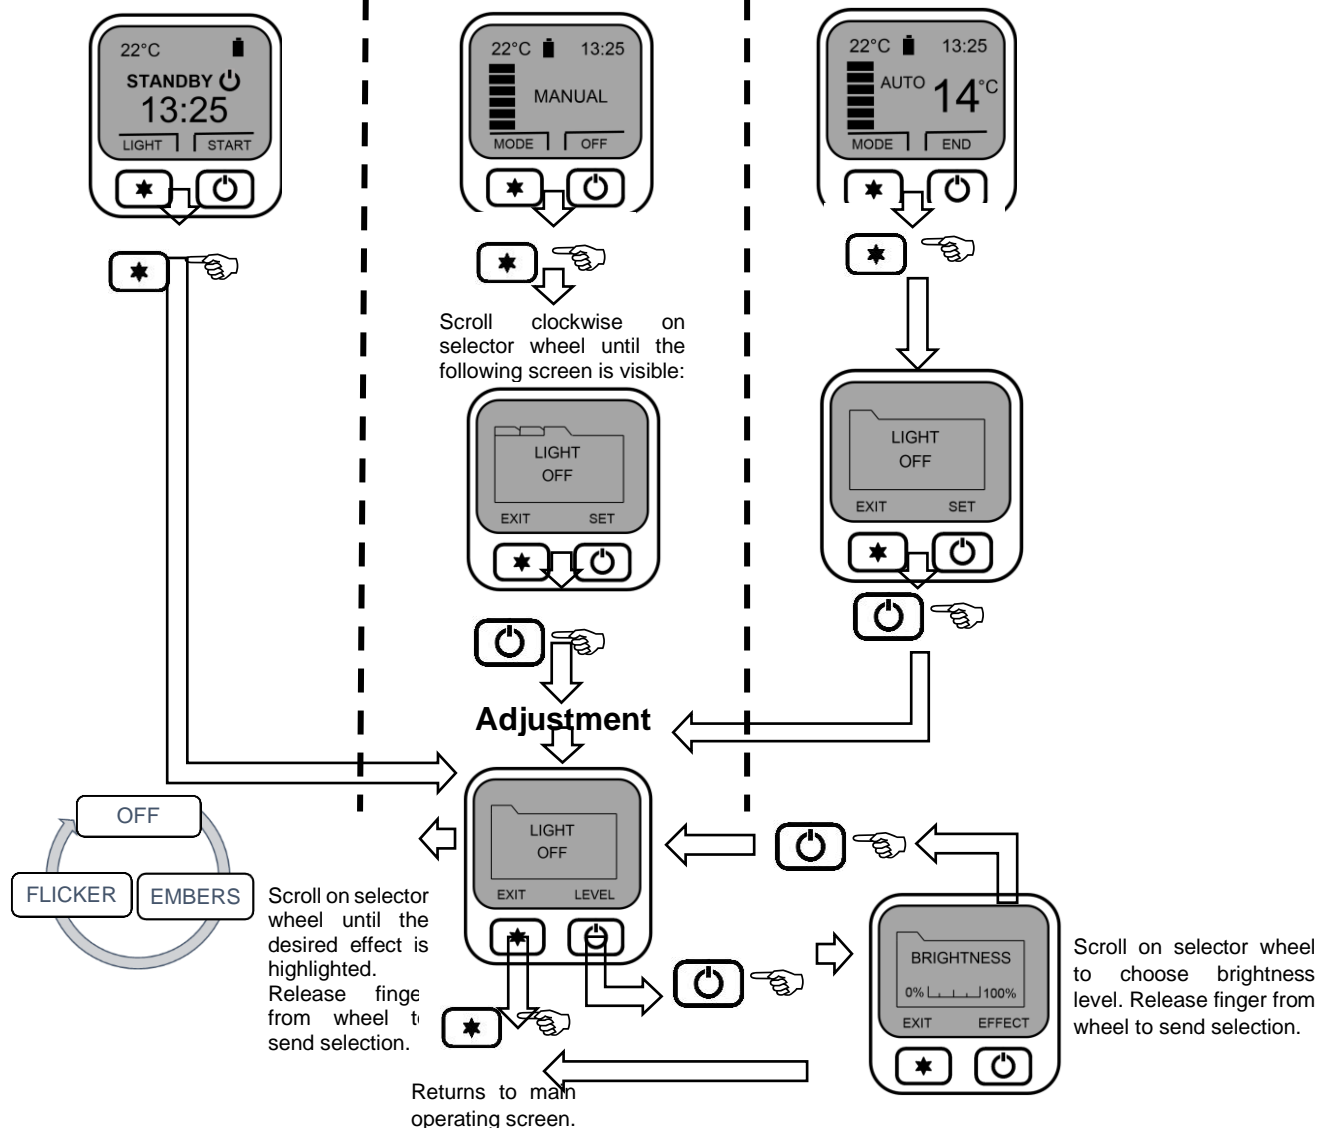 22°C
STANDBY
13:25
LIGHT START
22°C 13:25
MANUAL
MODE OFF
22°C 13:25
AUTO 14°C
MODE END
Scroll clockwise on
selector wheel until the
following screen is visible:
LIGHT
OFF
EXIT SET
LIGHT
OFF
EXIT SET
Adjustment
LIGHT
OFF
EXIT LEVEL
OFF
FLICKER EMBERS
Scroll on selector
wheel until the
desired effect is
highlighted.
Release finge
from wheel t
send selection.
BRIGHTNESS
0% 100%
EXIT EFFECT
Scroll on selector wheel
to choose brightness
level. Release finger from
wheel to send selection.
Returns to main
operating screen.